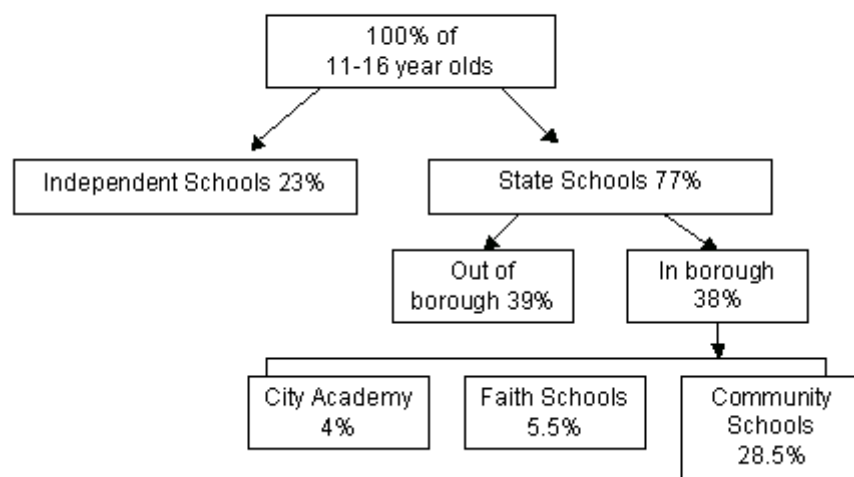 100% of
11-16 year olds
Independent Schools 23%
State Schools 77%
Out of
borough 39%
In borough
38%
City Academy
4%
Faith Schools
5.5%
Community
Schools
28.5%